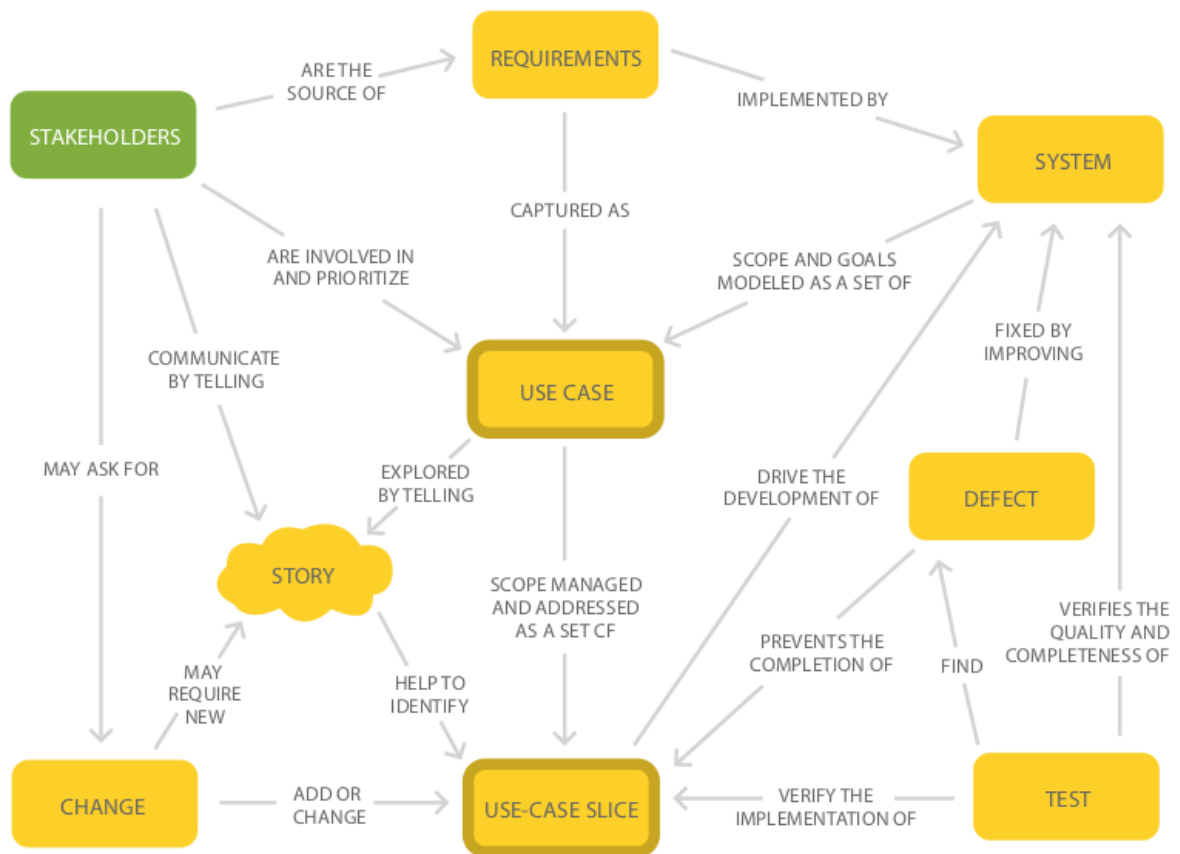 REQUIREMENTS
ARE THE
SOURCE OF
IMPLEMENTED BY
STAKEHOLDERS
SYSTEM
CAPTURED AS
ARE INVOLVED IN
AND PRIORITIZE
SCOPE AND GOALS
MODELED AS A SET OF
COMMUNICATE
BY TELLING
FIXED BY
IMPROVING
USE CASE
MAY ASK FOR
EXPLORED
BY TELLING
DRIVE THE
DEVELOPMENT OF
DEFECT
STORY
SCOPE MANAGED
AND ADDRESSED
AS A SET CF
VERIFIES THE
QUALITY AND
COMPLETENESS OF
PREVENTS THE
COMPLETION OF
FIND
MAY
REQUIRE
NEW
HELP TO
IDENTIFY
CHANGE
ADD OR
CHANGE
USE-CASE SLICE
VERIFY THE
IMPLEMENTATION OF
TEST